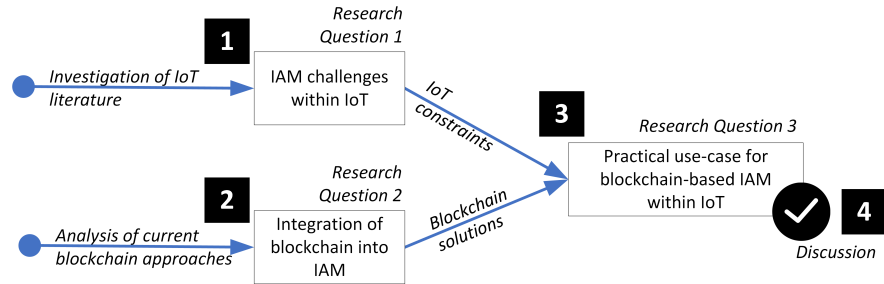 1
Research
Question 1
Investigation of IoT
literature
IAM challenges
within IoT
IoT
constraints
2
Research
Question 2
Analysis of current
blockchain approaches
Integration of
blockchain into
IAM
Blockchain
solutions
3
Research Question 3
Practical use-case for
blockchain-based IAM
within IoT
4
Discussion